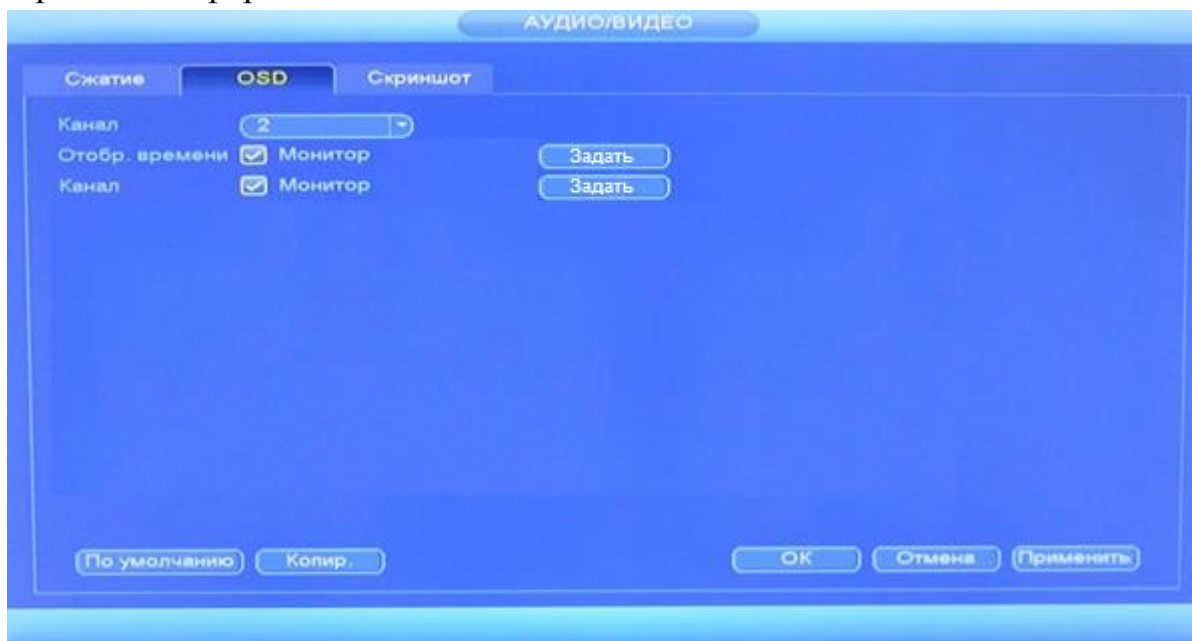 АУДИО/ВИДЕО
Сжатие OSD Скриншот
Канал 2
Отобр. времени Монитор Задать
Канал Монитор Задать
По умолчанию Копир. ОК Отмена Применить